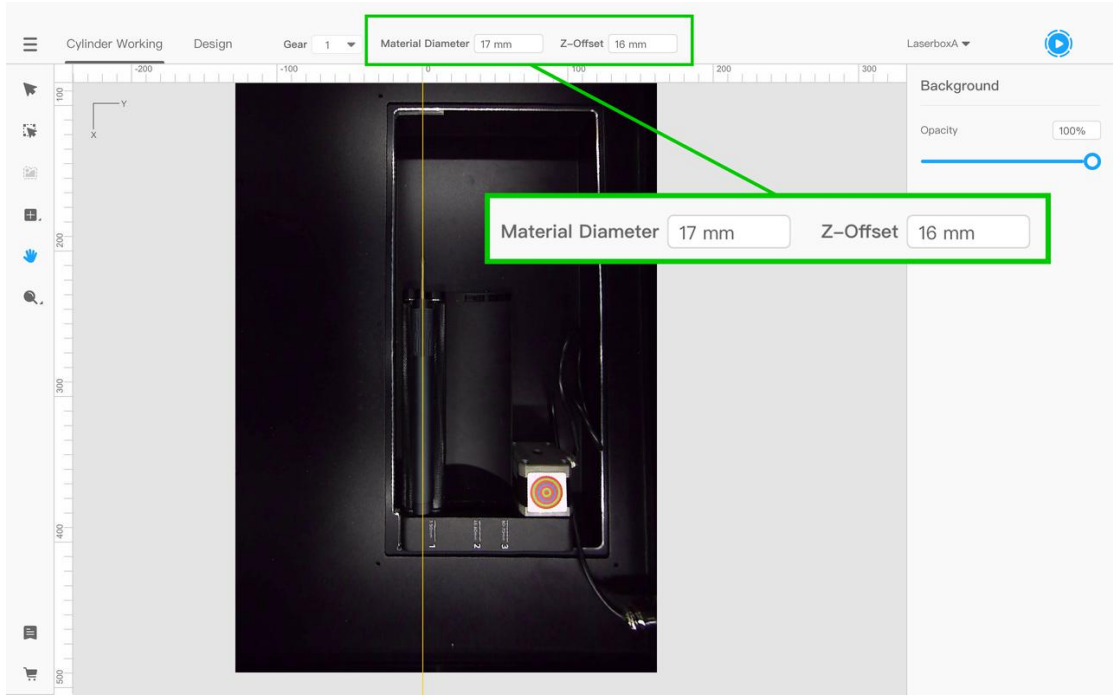 Cylinder Working Design Gear 1 Material Diameter 17 mm Z-Offset 16 mm LaserboxA
-200 -100 0 100 200 300
Background
100
Y
X
Opacity 100%
Material Diameter 17 mm Z-Offset 16 mm
200
300
400
1 2 3
500